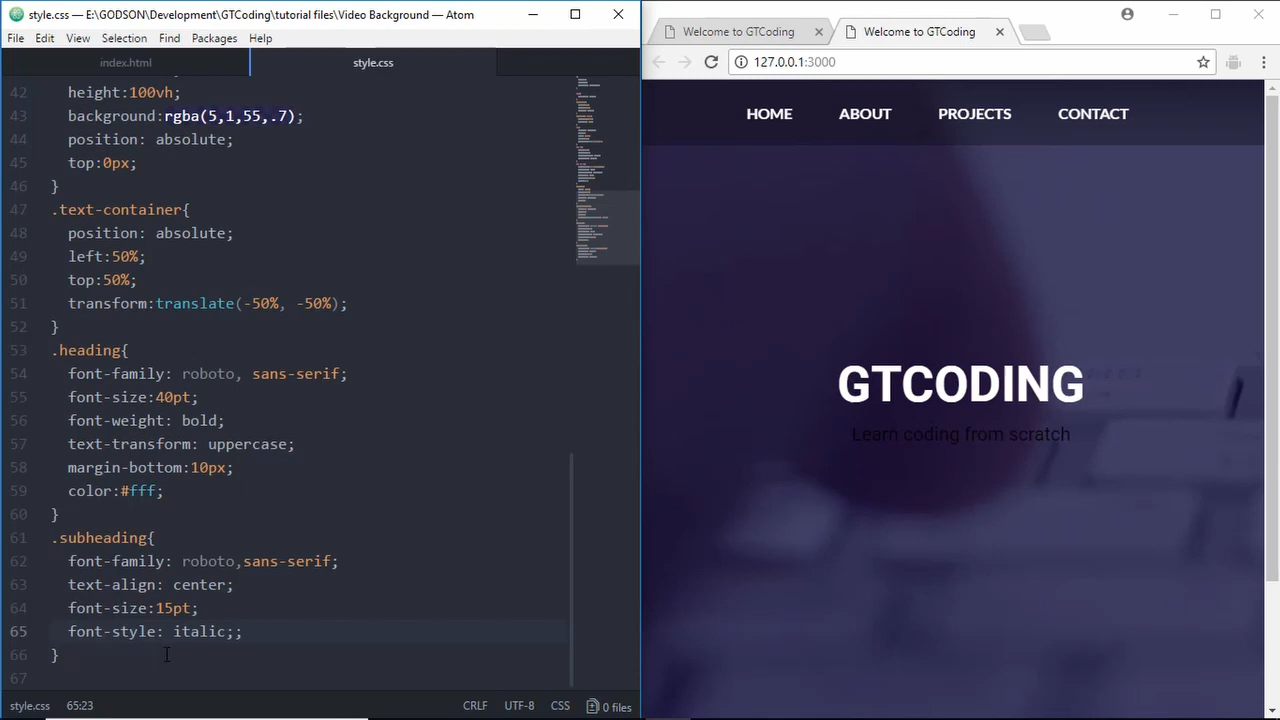 style.css — E:\GODSON\Development\GTCoding\tutorial files\Video Background — Atom
File Edit View Selection Find Packages Help
index.html style.css
42 height:100vh;
43 background:rgba(5,1,55,.7);
44 position: absolute;
45 top:0px;
46 }
47 .text-container{
48 position: absolute;
49 left:50%;
50 top:50%;
51 transform:translate(-50%, -50%);
52 }
53 .heading{
54 font-family: roboto, sans-serif;
55 font-size:40pt;
56 font-weight: bold;
57 text-transform: uppercase;
58 margin-bottom:10px;
59 color:#fff;
60 }
61 .subheading{
62 font-family: roboto,sans-serif;
63 text-align: center;
64 font-size:15pt;
65 font-style: italic;;
66 }
67
style.css 65:23 CRLF UTF-8 CSS 0 files
Welcome to GTCoding Welcome to GTCoding
127.0.0.1:3000
HOME ABOUT PROJECTS CONTACT
GTCODING
Learn coding from scratch